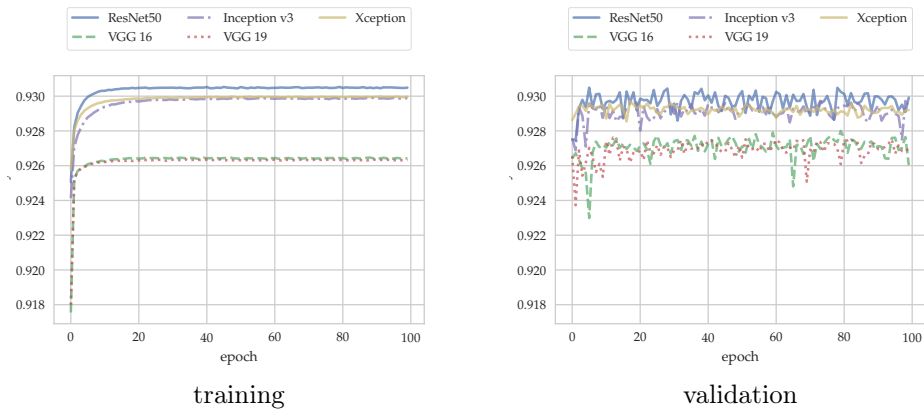 ResNet50 Inception v3 Xception
VGG 16 VGG 19
0.930
0.928
0.926
0.924
0.922
0.920
0.918
0 20 40 60 80 100
epoch
training
ResNet50 Inception v3 Xception
VGG 16 VGG 19
0.930
0.928
0.926
0.924
0.922
0.920
0.918
0 20 40 60 80 100
epoch
validation